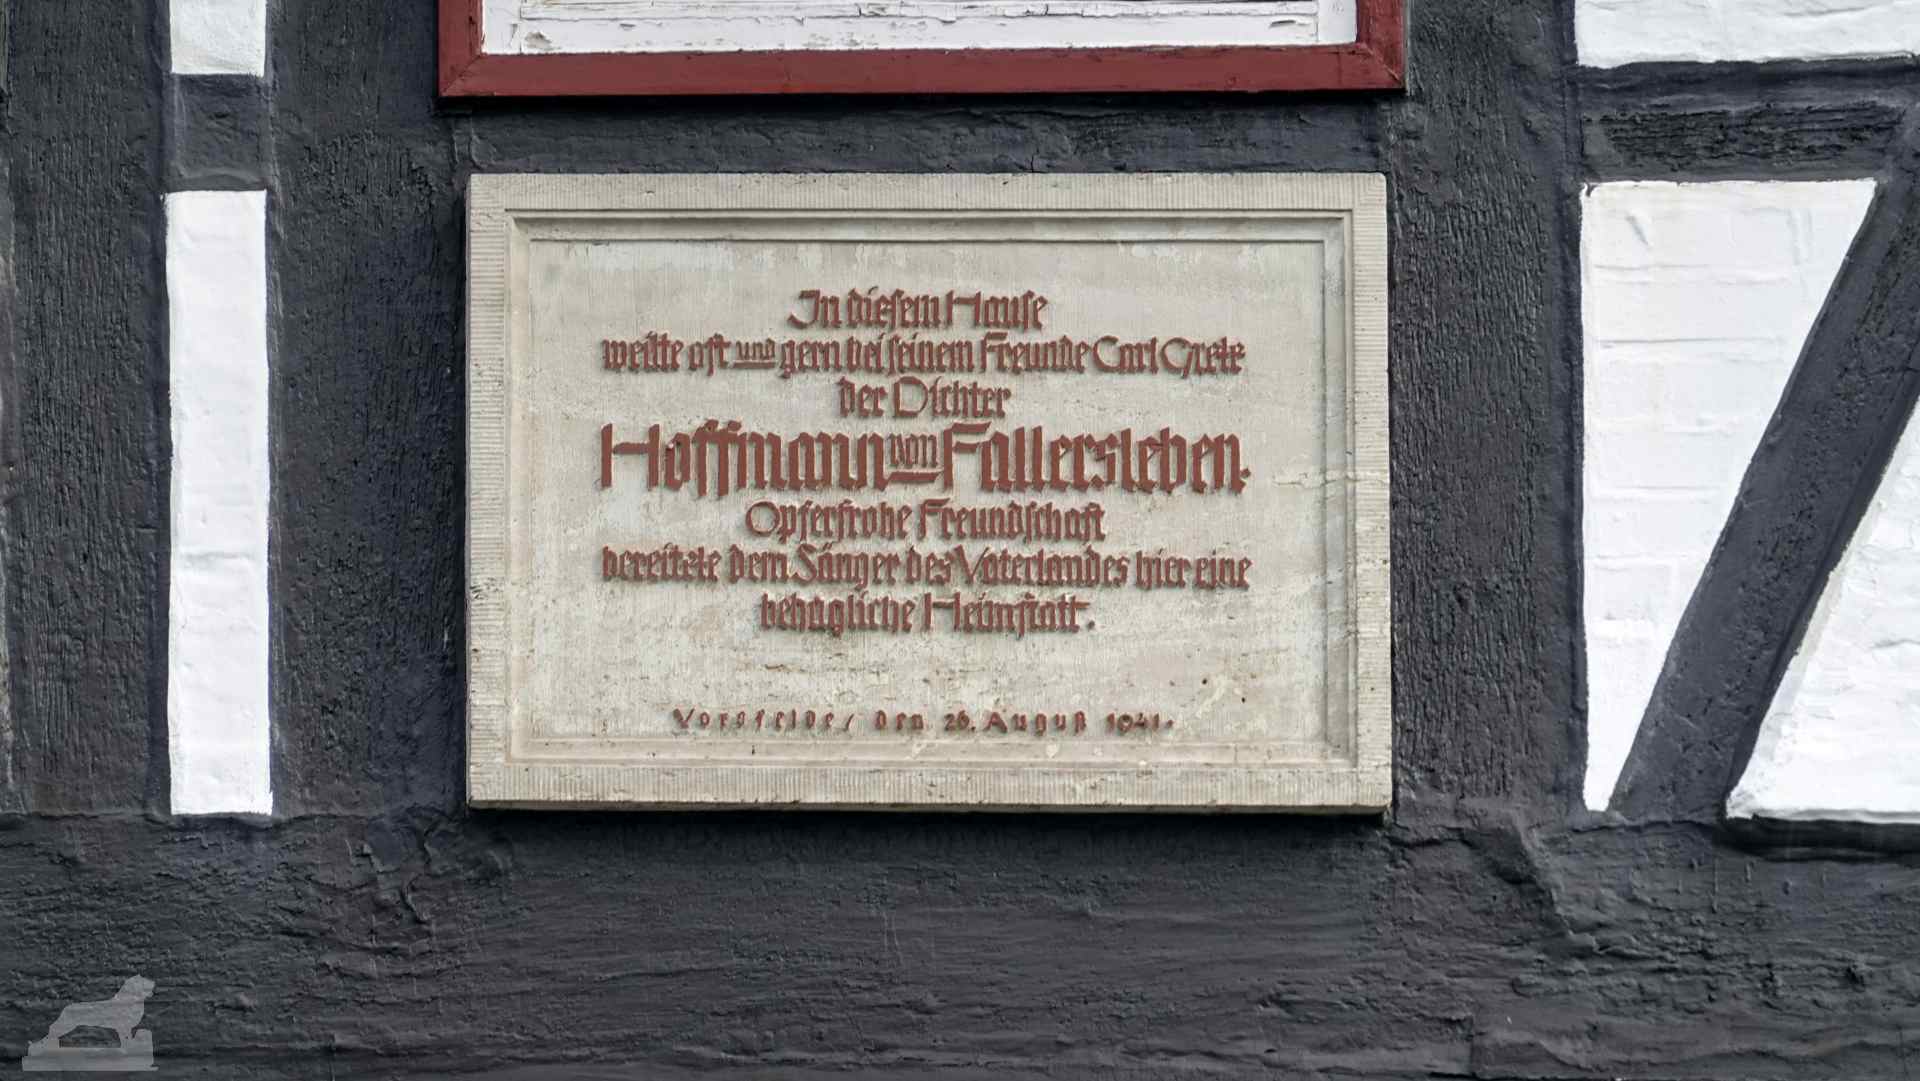 In diesem Hause
weilte oft und gern bei seinem Freunde Carl Grete
der Dichter
Hoffmann von Fallersleben.
Opferfrohe Freundschaft
bereitete dem Sänger des Vaterlandes hier eine
behagliche Heimstatt.
Vorsfelde, den 26. August 1941.